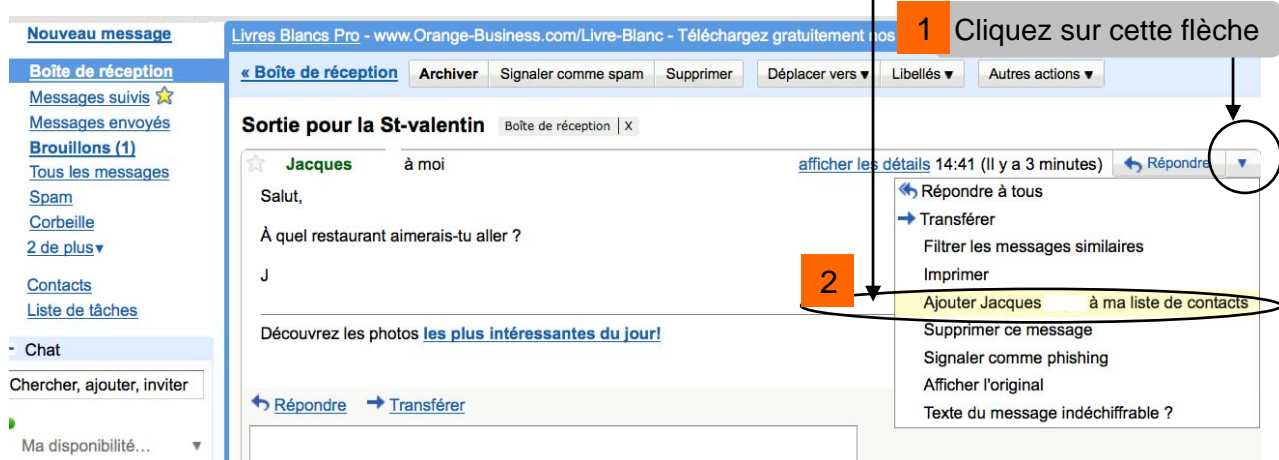 1 Cliquez sur cette flèche
Nouveau message
Livres Blancs Pro - www.Orange-Business.com/Livre-Blanc - Téléchargez gratuitement nos
Boîte de réception
« Boîte de réception Archiver Signaler comme spam Supprimer Déplacer vers ▼ Libellés ▼ Autres actions ▼
Messages suivis
Messages envoyés
Sortie pour la St-valentin Boîte de réception | X
Brouillons (1)
Tous les messages
Jacques à moi afficher les détails 14:41 (Il y a 3 minutes) Répondre ▼
Spam
Corbeille
2 de plus ▼
Contacts
Liste de tâches
Salut,
À quel restaurant aimerais-tu aller ?
J
Découvrez les photos les plus intéressantes du jour!
Répondre Transférer
Répondre à tous
Transférer
Filtrer les messages similaires
Imprimer
2
Ajouter Jacques à ma liste de contacts
Supprimer ce message
Signaler comme phishing
Afficher l'original
Texte du message indéchiffrable ?
- Chat
Chercher, ajouter, inviter
Ma disponibilité... ▼